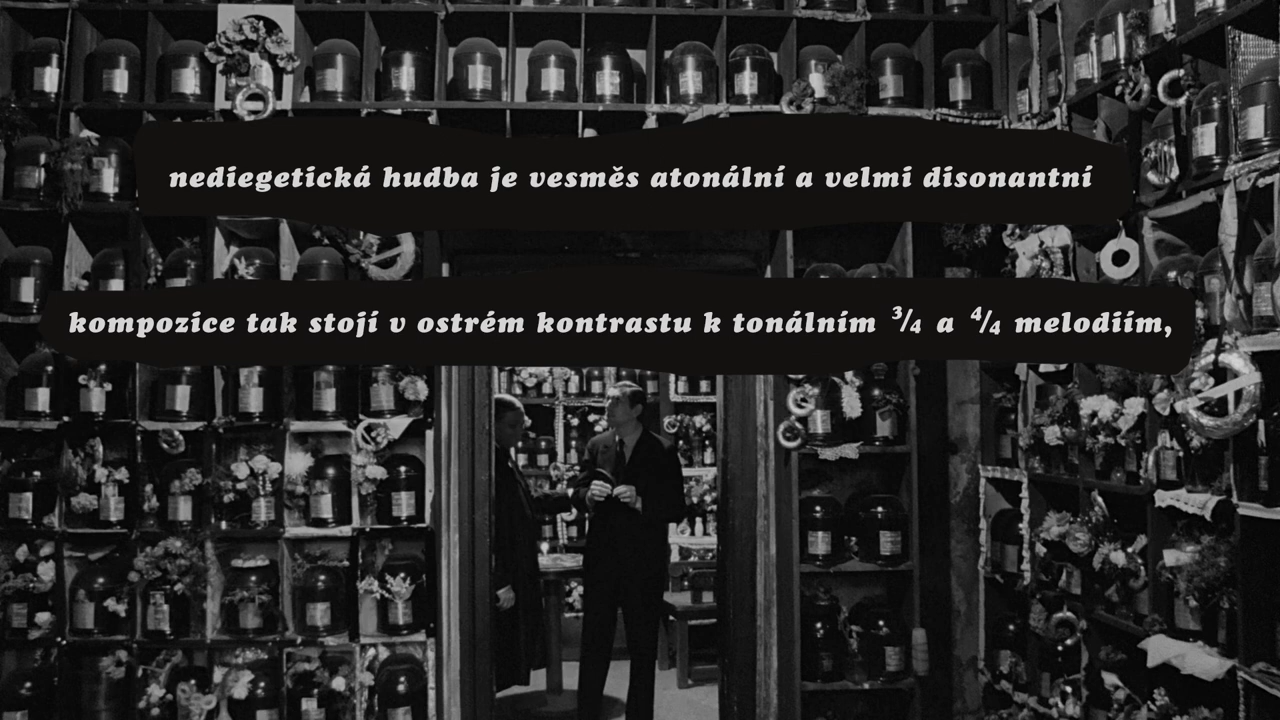 nediegetická hudba je vesměs atonální a velmi disonantní
kompozice tak stojí v ostrém kontrastu k tonálním ¾ a ⁴⁄₄ melodiím,